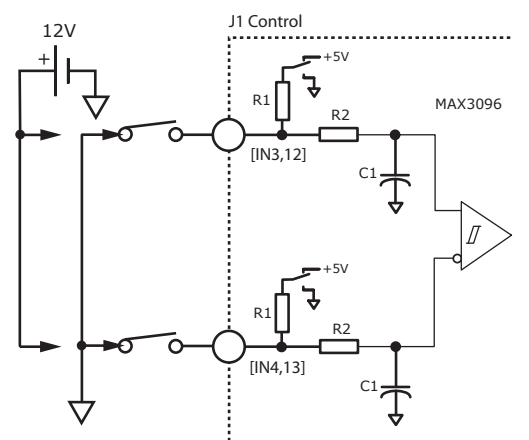 J1 Control
12V
+
+5V
R1
R2
MAX3096
[IN3,12]
C1
+5V
R1
R2
[IN4,13]
C1